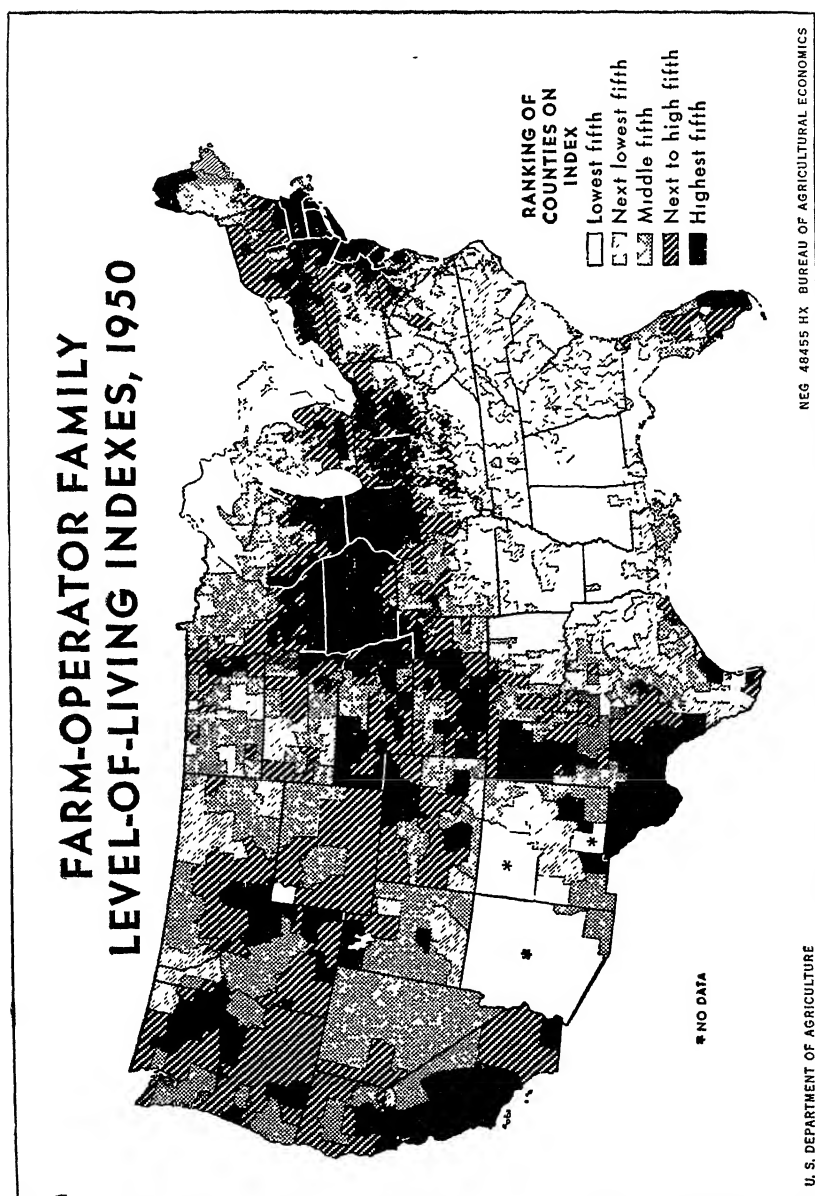 FARM-OPERATOR FAMILY
LEVEL-OF-LIVING INDEXES, 1950
RANKING OF
COUNTIES ON
INDEX
Lowest fifth
Next lowest fifth
Middle fifth
Next to high fifth
Highest fifth
* NO DATA
U. S. DEPARTMENT OF AGRICULTURE
NEG 48455 HX BUREAU OF AGRICULTURAL ECONOMICS